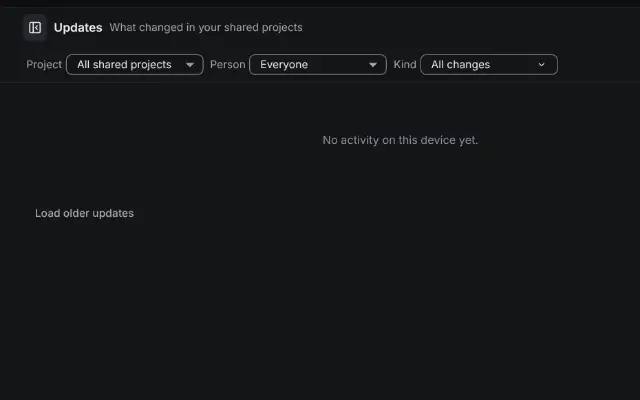 Updates What changed in your shared projects
Project All shared projects Person Everyone Kind All changes
No activity on this device yet.
Load older updates